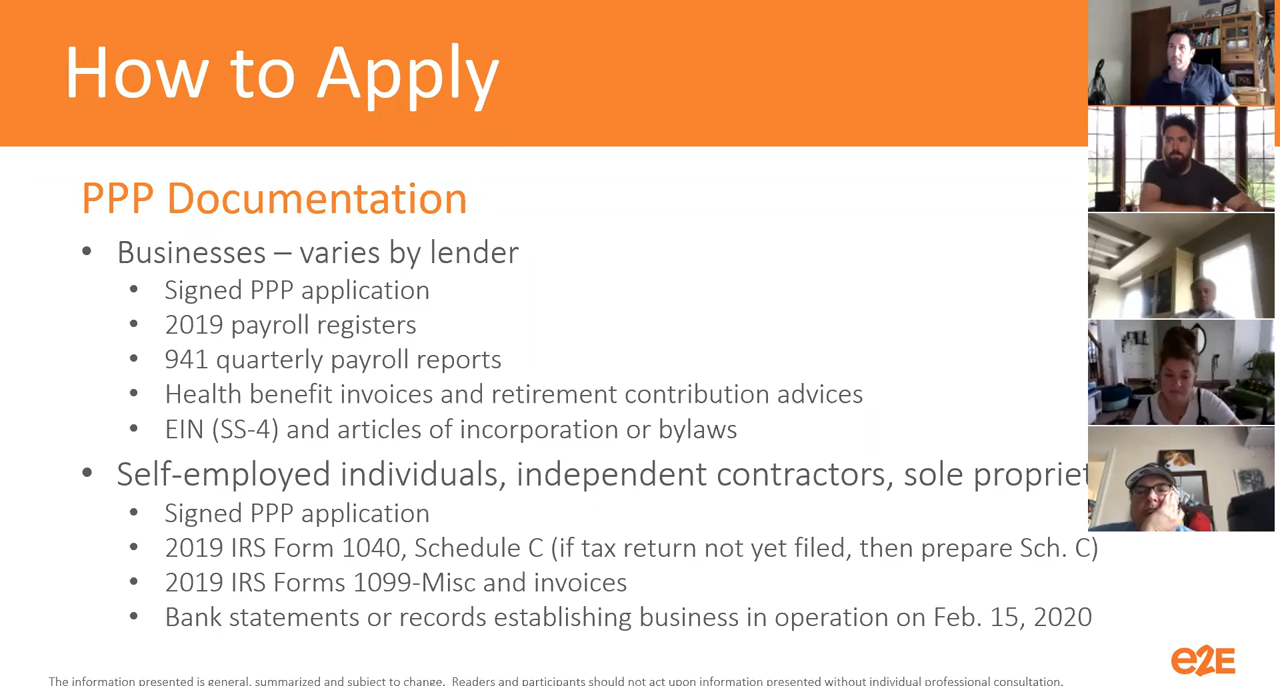 How to Apply
PPP Documentation
• Businesses – varies by lender
• Signed PPP application
• 2019 payroll registers
• 941 quarterly payroll reports
• Health benefit invoices and retirement contribution advices
• EIN (SS-4) and articles of incorporation or bylaws
• Self-employed individuals, independent contractors, sole propriet
• Signed PPP application
• 2019 IRS Form 1040, Schedule C (if tax return not yet filed, then prepare Sch. C)
• 2019 IRS Forms 1099-Misc and invoices
• Bank statements or records establishing business in operation on Feb. 15, 2020
e2E
The information presented is general, summarized and subject to change. Readers and participants should not act upon information presented without individual professional consultation.